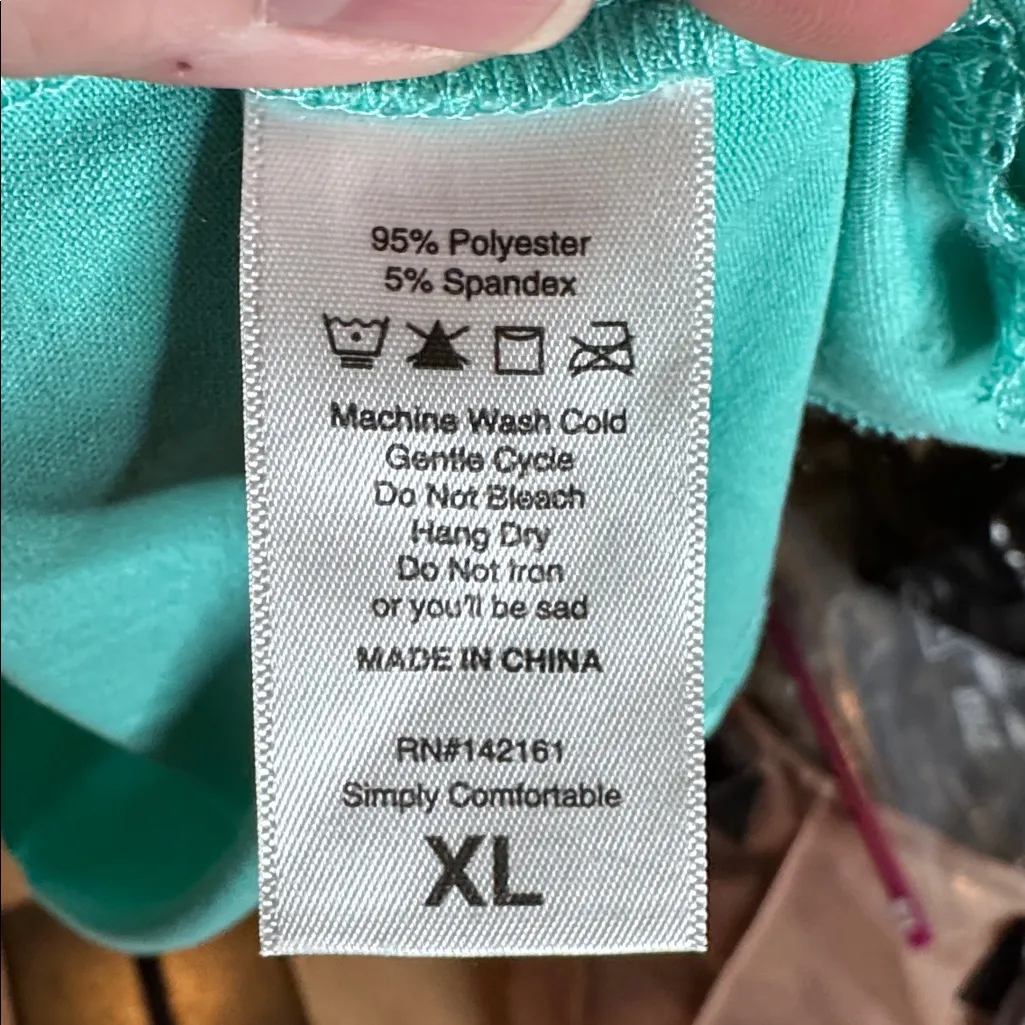 95% Polyester
5% Spandex
Machine Wash Cold
Gentle Cycle
Do Not Bleach
Hang Dry
Do Not Iron
or you'll be sad
MADE IN CHINA
RN#142161
Simply Comfortable
XL